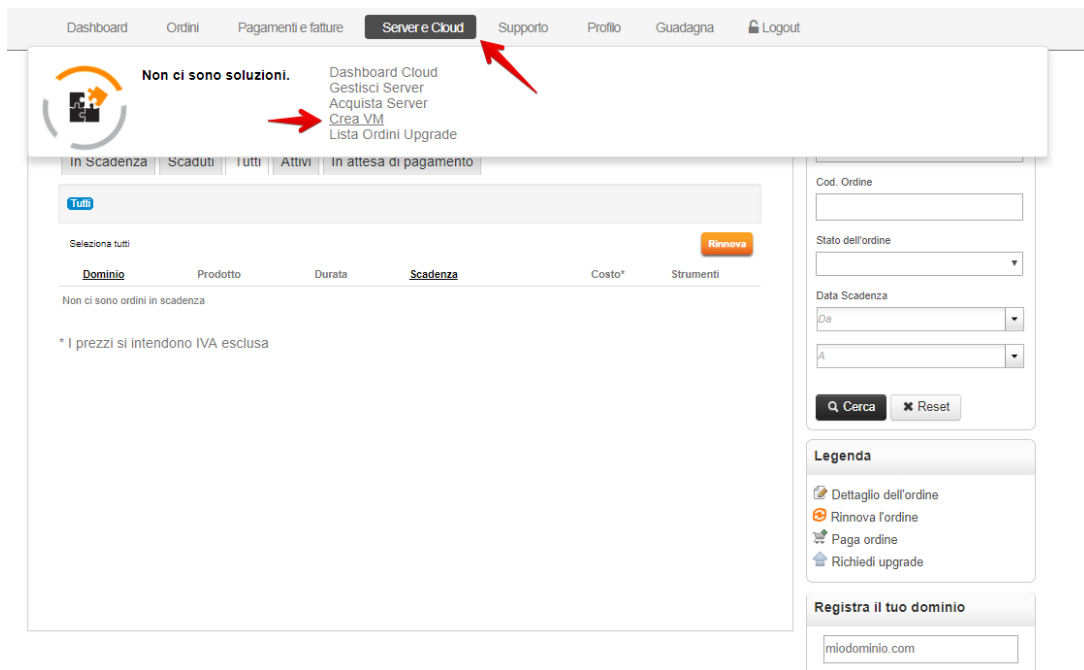 Dashboard Ordini Pagamenti e fatture Server e Cloud Supporto Profilo Guadagna Logout
Non ci sono soluzioni.
Dashboard Cloud
Gestisci Server
Acquista Server
Crea VM
Lista Ordini Upgrade
In Scadenza Scaduti Tutti Attivi In attesa di pagamento
Tutti
Seleziona tutti Rinnova
Dominio Prodotto Durata Scadenza Costo* Strumenti
Non ci sono ordini in scadenza
* I prezzi si intendono IVA esclusa
Cod. Ordine
Stato dell'ordine
Data Scadenza
Da
A
Cerca Reset
Legenda
Dettaglio dell'ordine
Rinnova l'ordine
Paga ordine
Richiedi upgrade
Registra il tuo dominio
miodominio.com